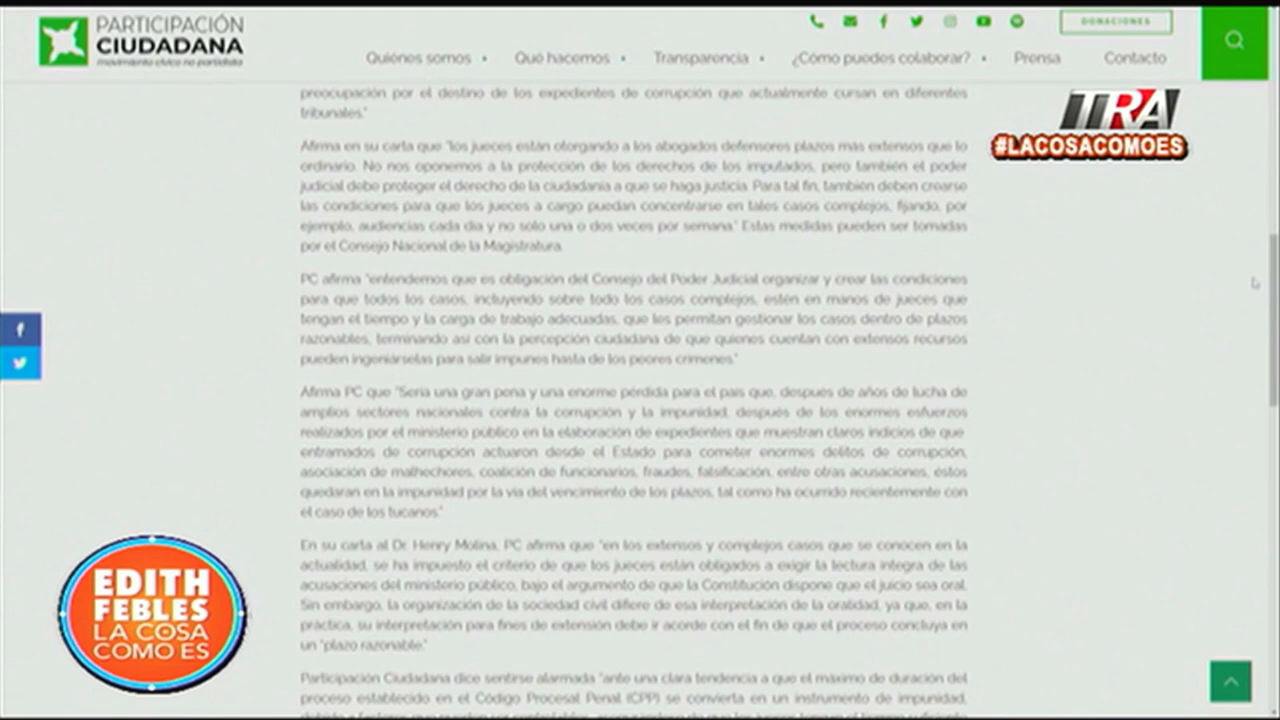 PARTICIPACIÓN
CIUDADANA
movimiento cívico no partidista
DONACIONES
Quiénes somos
Qué hacemos
Transparencia
¿Cómo puedes colaborar?
Prensa
Contacto
preocupación por el destino de los expedientes de corrupción que actualmente cursan en diferentes
tribunales."
Afirma en que parte que "los jueces están otorgando a los abogados defensores plazos más extensos que lo
ordinario. No nos oponemos a la protección de los derechos de los imputados, pero también el poder
judicial debe proteger el derecho de la ciudadanía a que se haga justicia. Para tal fin, también deben crearse
las condiciones para que los jueces a cargo puedan concentrarse en tales casos complejos, fijando, por
ejemplo, audiencias cada día y no solo una o dos veces por semana." Estas medidas pueden ser tomadas
por el Consejo Nacional de la Magistratura.
PC afirma "entendemos que es obligación del Consejo del Poder Judicial organizar y crear las condiciones
para que todos los casos, incluyendo sobre todo los casos complejos, estén en manos de jueces que
tengan el tiempo y la carga de trabajo adecuadas, que les permitan gestionar los casos dentro de plazos
razonables, terminando así con la percepción ciudadana de que quienes cuentan con extensos recursos
pueden ingeniárselas para salir impunes hasta de los peores crímenes."
Afirma PC que "Sería una gran pena y una enorme pérdida para el país que, después de años de lucha de
amplios sectores nacionales contra la corrupción y la impunidad, después de los enormes esfuerzos
realizados por el ministerio público en la elaboración de expedientes que muestran claros indicios de que
entramados de corrupción actuaron desde el Estado para cometer enormes delitos de corrupción,
asociación de malhechores, coalición de funcionarios, fraudes, falsificación, entre otras acusaciones, éstos
quedaran en la impunidad por la vía del vencimiento de los plazos, tal como ha ocurrido recientemente con
el caso de los tucanos."
En su carta al Dr. Henry Molina, PC afirma que "en los extensos y complejos casos que se conocen en la
actualidad, se ha impuesto el criterio de que los jueces están obligados a exigir la lectura íntegra de las
acusaciones del ministerio público, bajo el argumento de que la Constitución dispone que el juicio sea oral.
Sin embargo, la organización de la sociedad civil difiere de esa interpretación de la oralidad, ya que, en la
práctica, su interpretación para fines de extensión debe ir acorde con el fin de que el proceso concluya en
un "plazo razonable."
Participación Ciudadana dice sentirse alarmada "ante una clara tendencia a que el máximo de duración del
proceso establecido en el Código Procesal Penal (CPP) se convierta en un instrumento de impunidad,
TRA
#LACOSACOMOES
EDITH
FEBLES
LA COSA
COMO ES